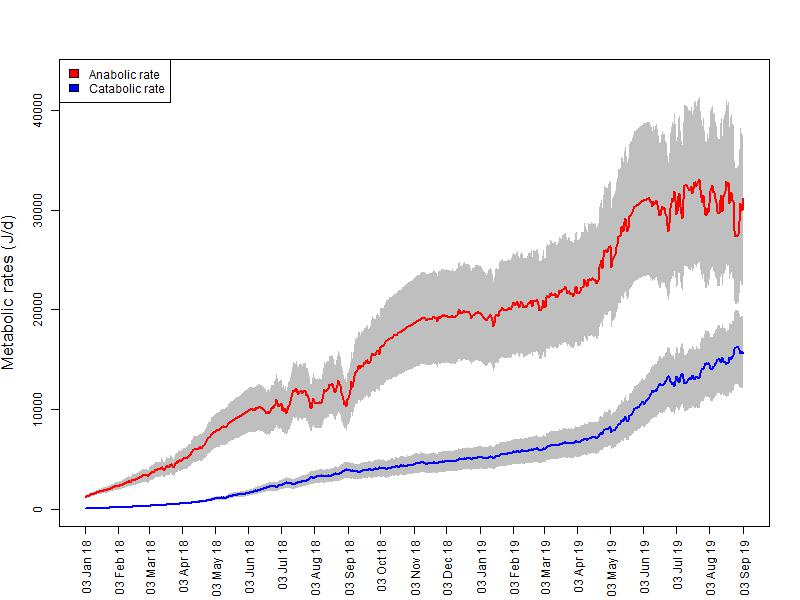 Anabolic rate
Catabolic rate
Metabolic rates (J/d)
40000
30000
20000
10000
0
03 Jan 18
03 Feb 18
03 Mar 18
03 Apr 18
03 May 18
03 Jun 18
03 Jul 18
03 Aug 18
03 Sep 18
03 Oct 18
03 Nov 18
03 Dec 18
03 Jan 19
03 Feb 19
03 Mar 19
03 Apr 19
03 May 19
03 Jun 19
03 Jul 19
03 Aug 19
03 Sep 19